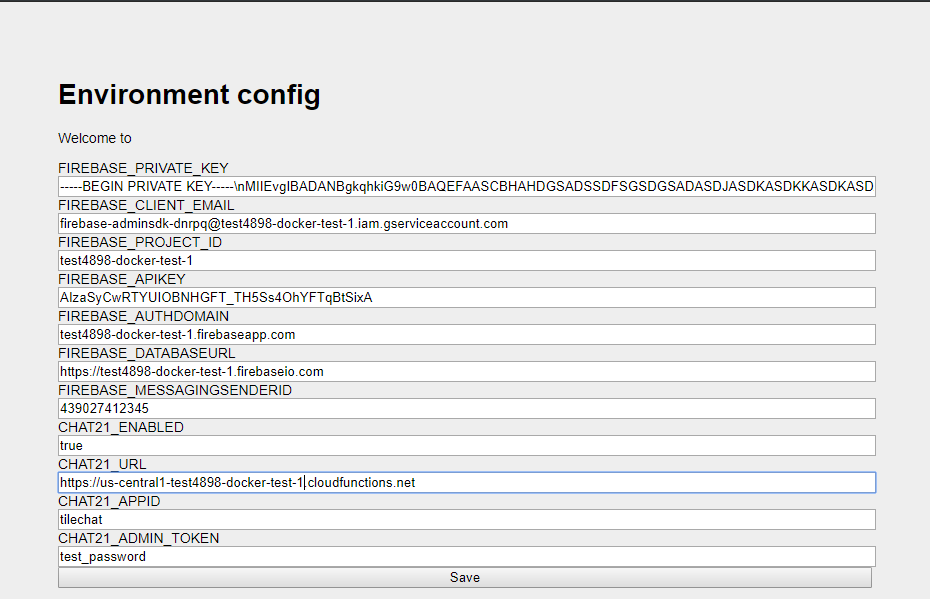 Environment config
Welcome to
FIREBASE_PRIVATE_KEY
-----BEGIN PRIVATE KEY-----\nMIIEvgIBADANBgkqhkiG9w0BAQEFAASCBHAHDGSADSSDFSGSDGSADASDJASDKASDKKASDKASD
FIREBASE_CLIENT_EMAIL
firebase-adminsdk-dnrpq@test4898-docker-test-1.iam.gserviceaccount.com
FIREBASE_PROJECT_ID
test4898-docker-test-1
FIREBASE_APIKEY
AIzaSyCwRTYUIOBNHGFT_TH5Ss4OhYFTqBtSixA
FIREBASE_AUTHDOMAIN
test4898-docker-test-1.firebaseapp.com
FIREBASE_DATABASEURL
https://test4898-docker-test-1.firebaseio.com
FIREBASE_MESSAGINGSENDERID
439027412345
CHAT21_ENABLED
true
CHAT21_URL
https://us-central1-test4898-docker-test-1.cloudfunctions.net
CHAT21_APPID
tilechat
CHAT21_ADMIN_TOKEN
test_password
Save